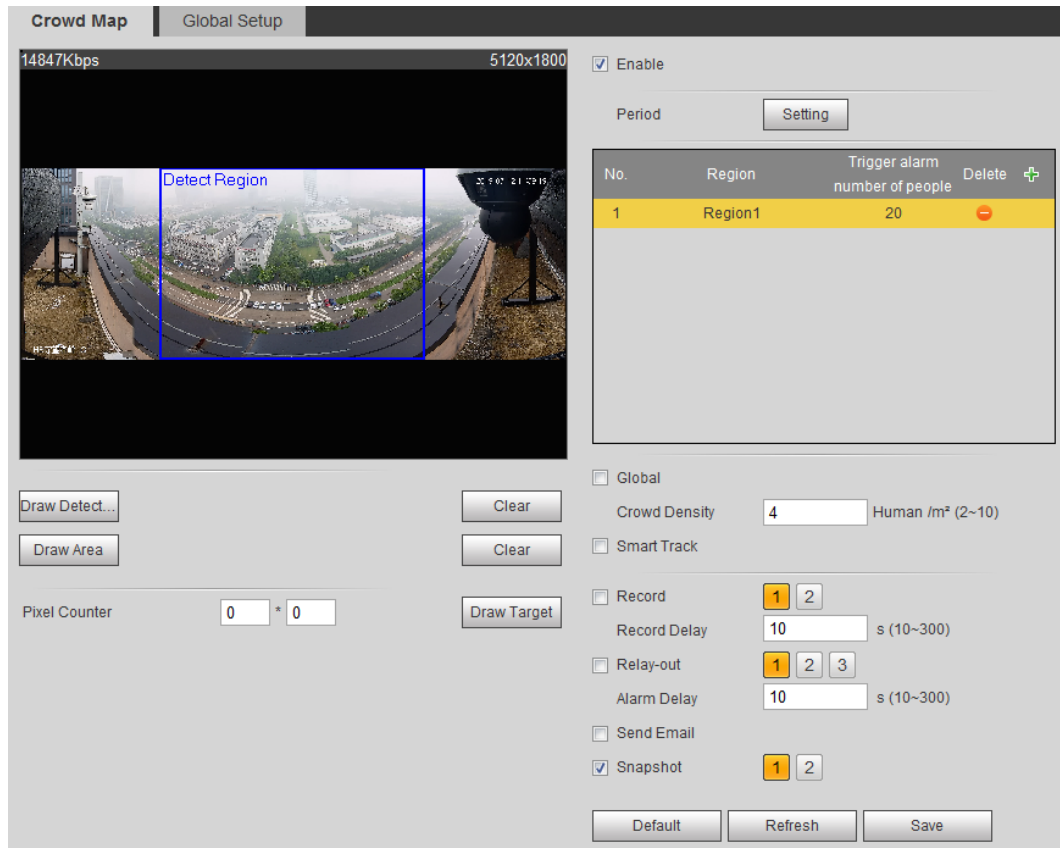 Crowd Map
Global Setup
14847Kbps
5120x1800
Detect Region
Draw Detect...
Clear
Draw Area
Clear
Pixel Counter
0 * 0
Draw Target
Enable
Period
Setting
No.
Region
Trigger alarm
number of people
Delete
1 Region1 20
Global
Crowd Density 4 Human /m² (2~10)
Smart Track
Record 1 2
Record Delay 10 s (10~300)
Relay-out 1 2 3
Alarm Delay 10 s (10~300)
Send Email
Snapshot 1 2
Default Refresh Save